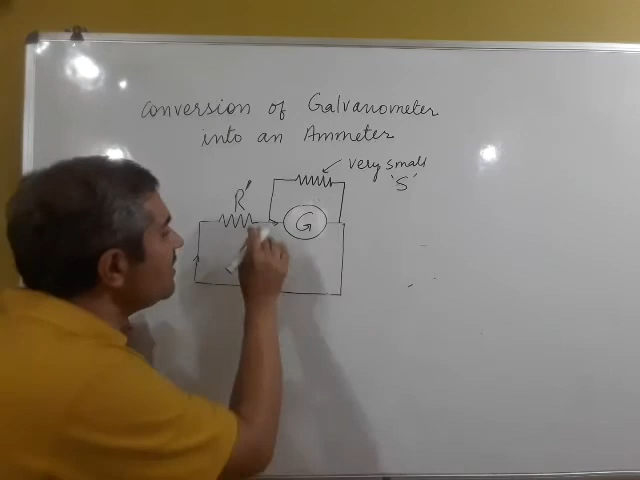 Conversion of Galvanometer
into an Ammeter
very small
'S'
R'
G